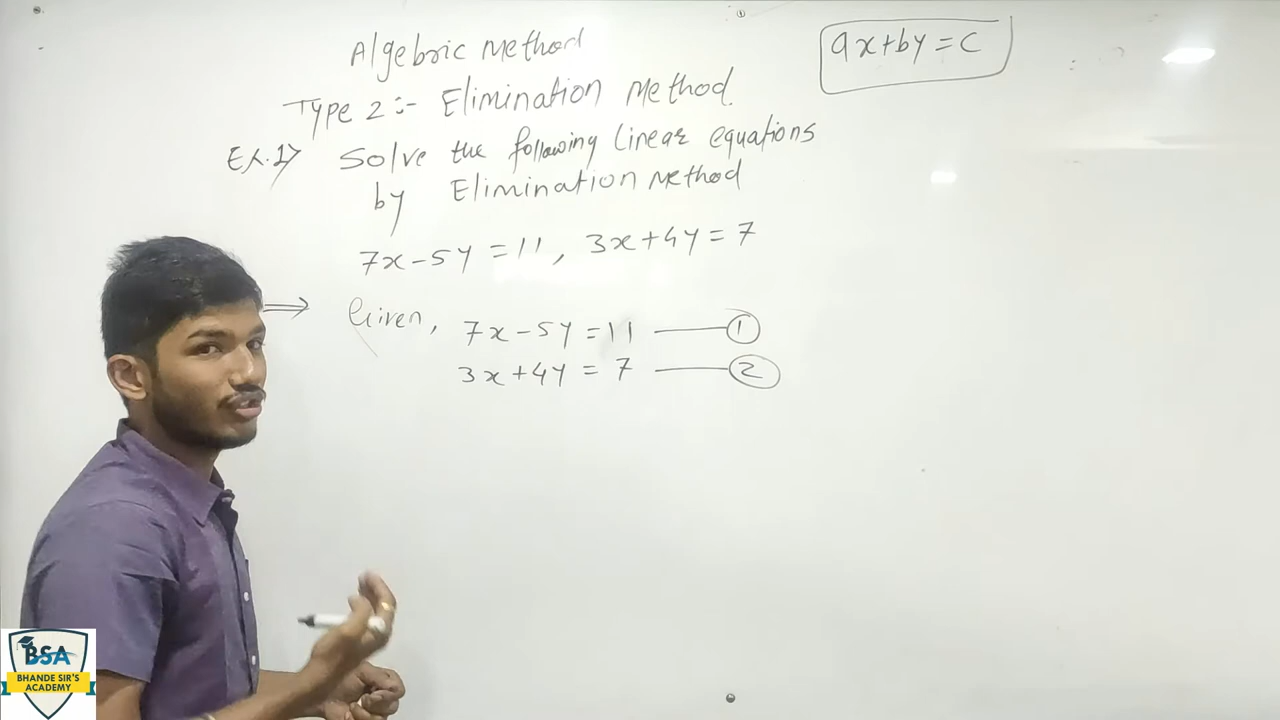 Algebric Method
ax+by=c
Type 2:- Elimination Method.
Ex.1> Solve the following Linear equations
by Elimination Method
7x-5y=11, 3x+4y=7
⇒ Given, 7x-5y=11 — ①
3x+4y=7 — ②
BSA
BHANDE SIR'S
ACADEMY